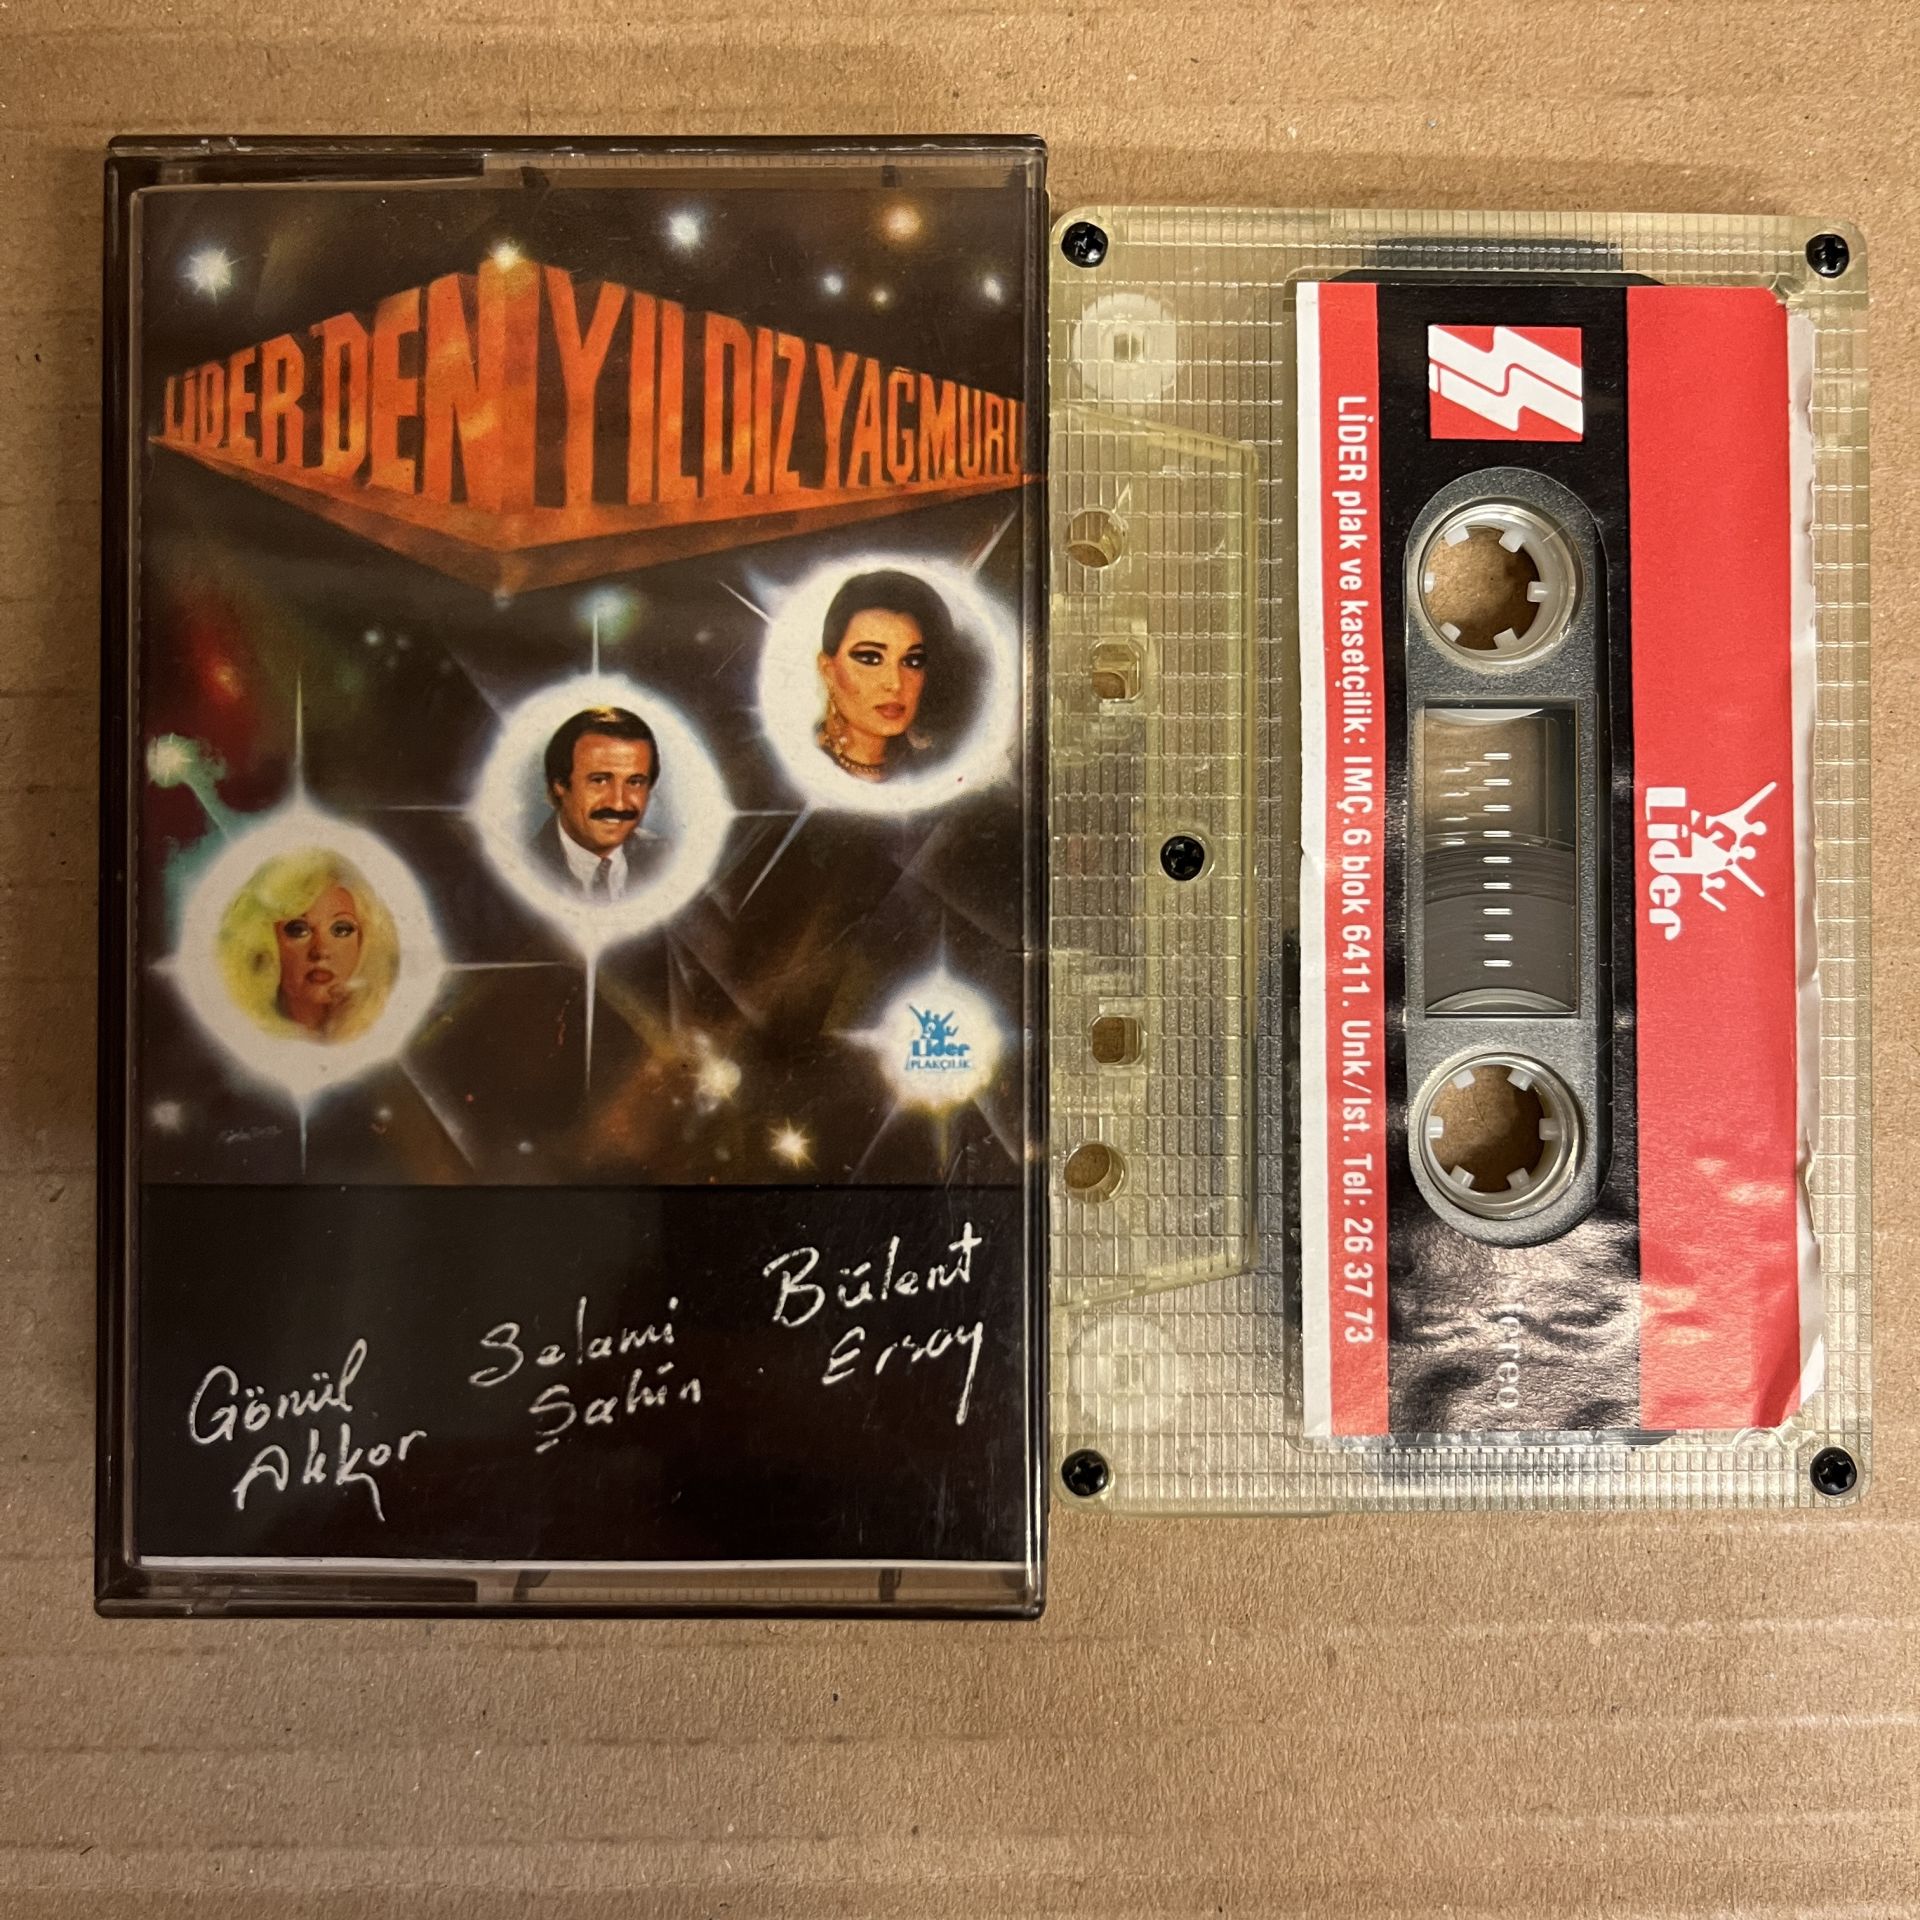 LİDER'DEN YILDIZ YAĞMURU
Lider
PLAKÇILIK
Gönül
Akkor
Selami
Şahin
Bülent
Ersoy
LİDER plak ve kasetçilik: IMÇ. 6 blok 6411. Unk/Ist. Tel: 26 37 73
Lider